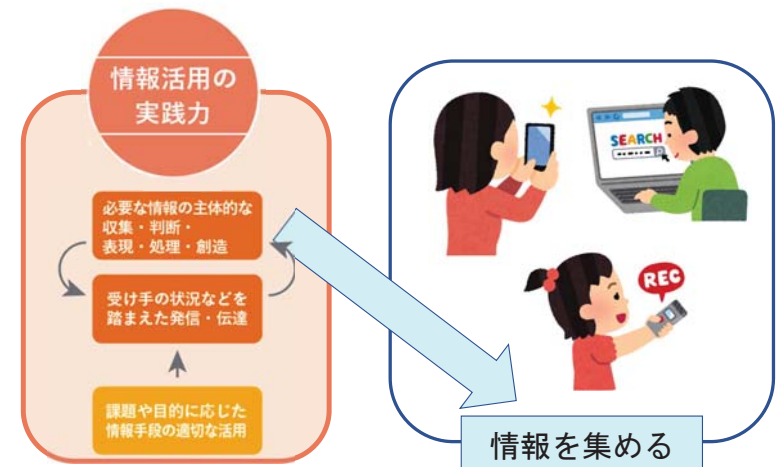 情報活用の
実践力
必要な情報の主体的な
収集・判断・
表現・処理・創造
受け手の状況などを
踏まえた発信・伝達
課題や目的に応じた
情報手段の適切な活用
SEARCH
REC
情報を集める